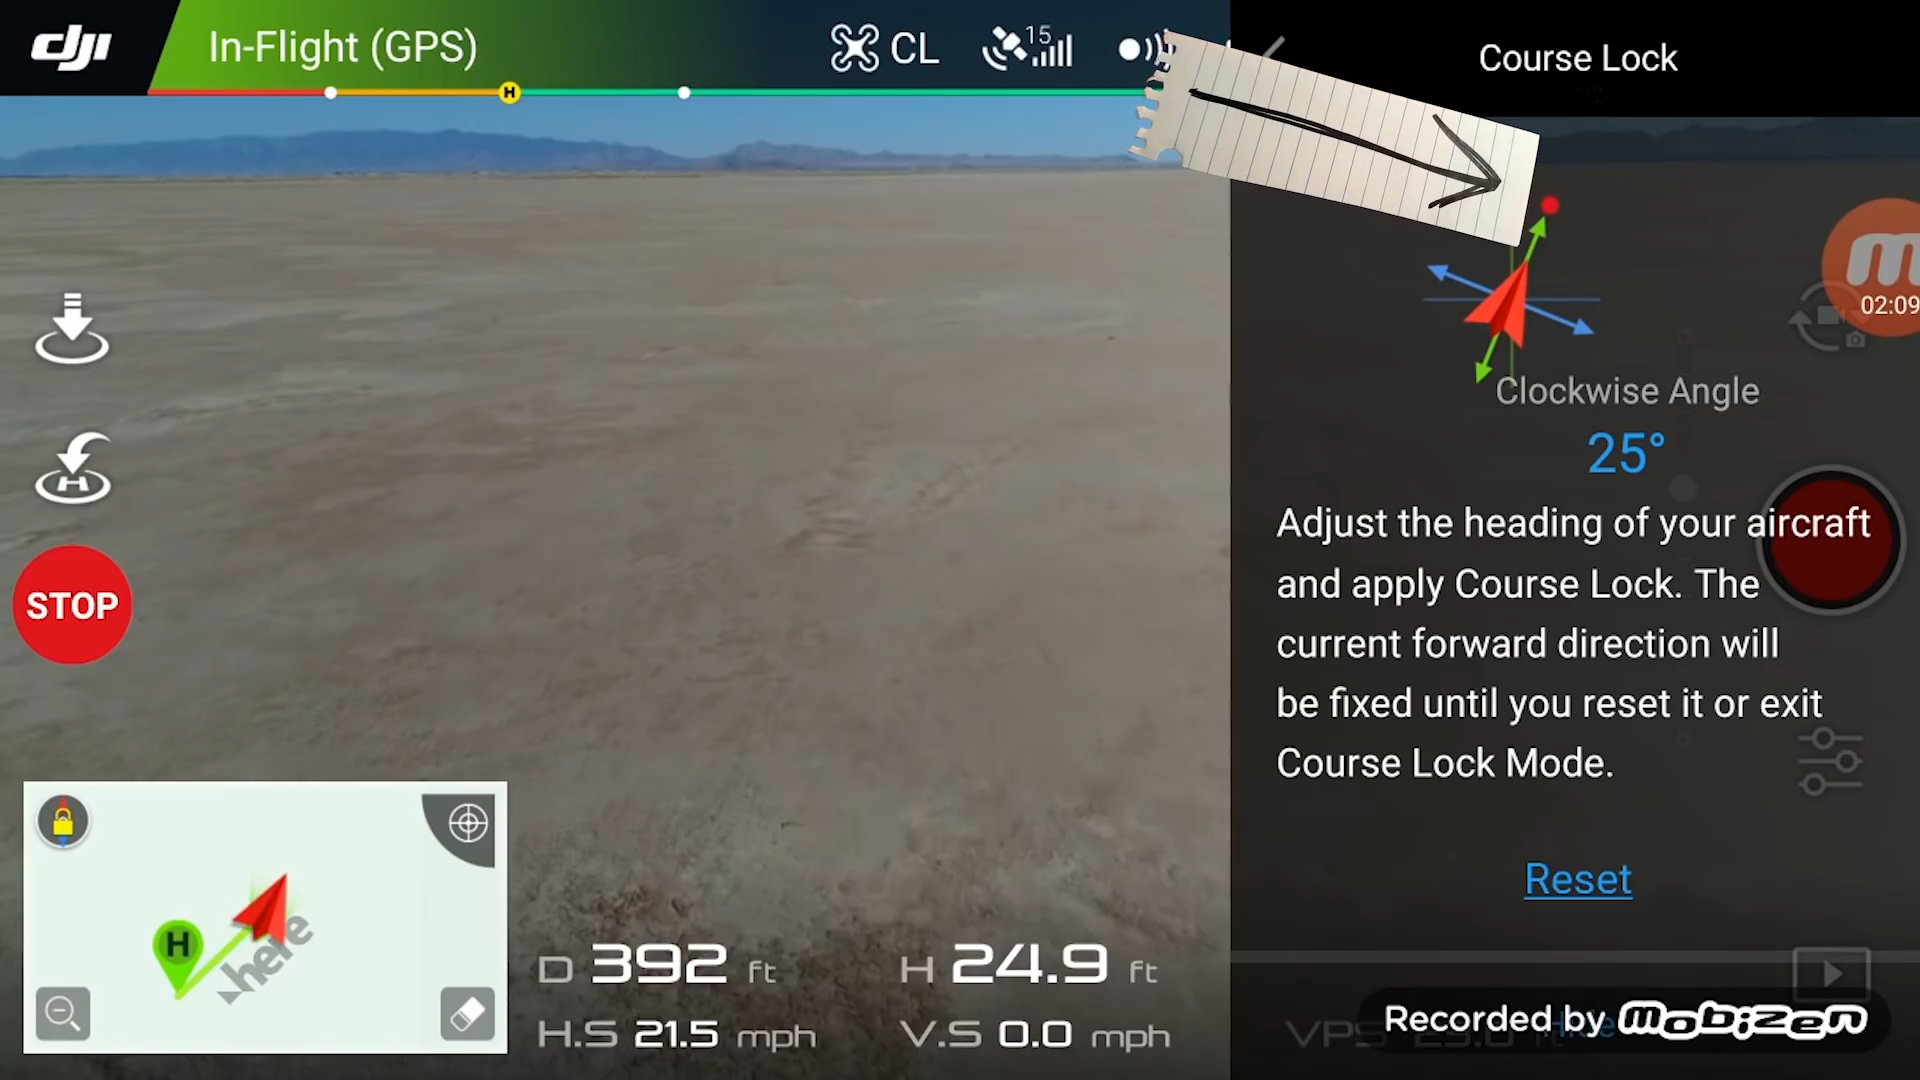 dji
In-Flight (GPS)
CL
15
H
Course Lock
02:09
Clockwise Angle
25°
Adjust the heading of your aircraft
and apply Course Lock. The
current forward direction will
be fixed until you reset it or exit
Course Lock Mode.
Reset
H
STOP
H
here
D 392 ft
H 24.9 ft
H.S 21.5 mph
V.S 0.0 mph
VPS
Recorded by mobizen